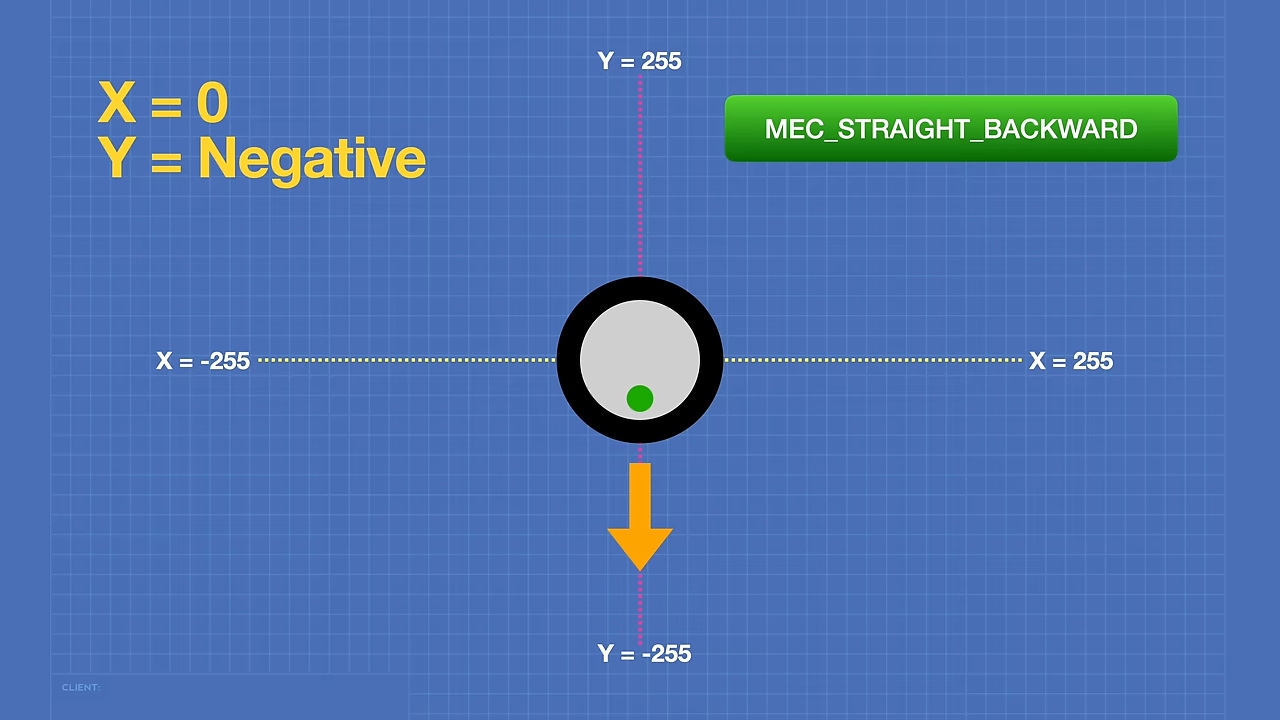 Y = 255
X = 0
Y = Negative
MEC_STRAIGHT_BACKWARD
X = -255
X = 255
Y = -255
CLIENT: